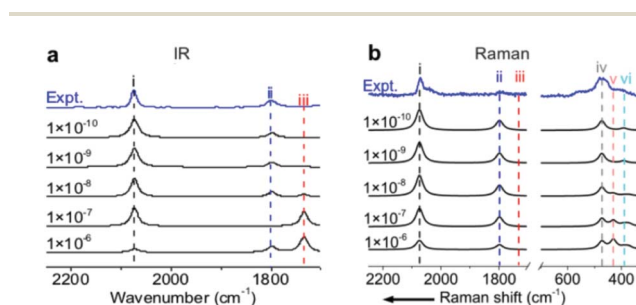 a IR
i ii iii
Expt.
1×10⁻¹⁰
1×10⁻⁹
1×10⁻⁸
1×10⁻⁷
1×10⁻⁶
2200 2000 1800
Wavenumber (cm⁻¹)
b Raman
i ii iii iv v vi
Expt.
1×10⁻¹⁰
1×10⁻⁹
1×10⁻⁸
1×10⁻⁷
1×10⁻⁶
2200 2000 1800 600 400
Raman shift (cm⁻¹)